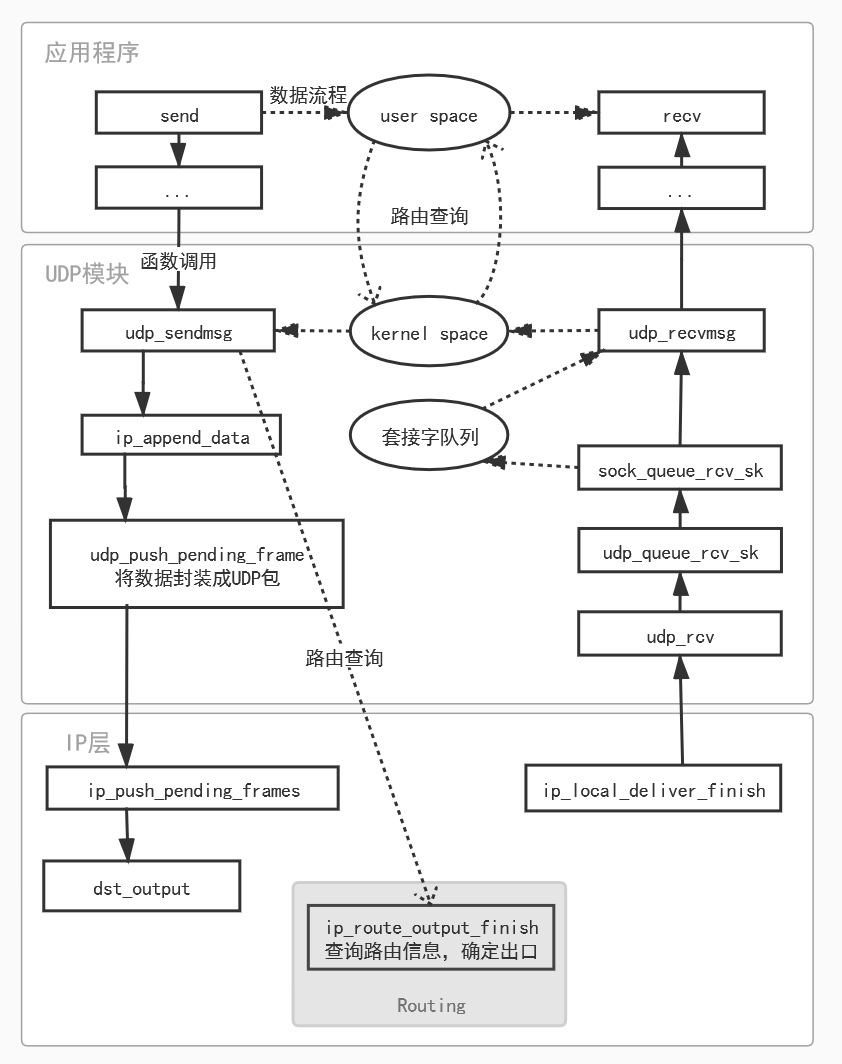 应用程序
数据流程
send
user space
recv
...
...
路由查询
函数调用
UDP模块
udp_sendmsg
kernel space
udp_recvmsg
ip_append_data
套接字队列
sock_queue_rcv_sk
udp_push_pending_frame
将数据封装成UDP包
udp_queue_rcv_sk
udp_rcv
路由查询
IP层
ip_push_pending_frames
ip_local_deliver_finish
dst_output
ip_route_output_finish
查询路由信息，确定出口
Routing